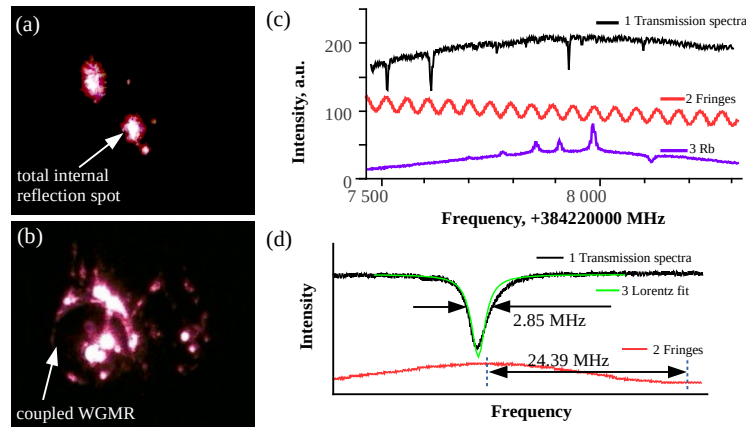 (a)
total internal
reflection spot
(b)
coupled WGMR
(c)
1 Transmission spectra
2 Fringes
3 Rb
Intensity, a.u.
200
100
50
0
7 500
8 000
Frequency, +384220000 MHz
(d)
1 Transmission spectra
3 Lorentz fit
2.85 MHz
2 Fringes
24.39 MHz
Intensity
Frequency